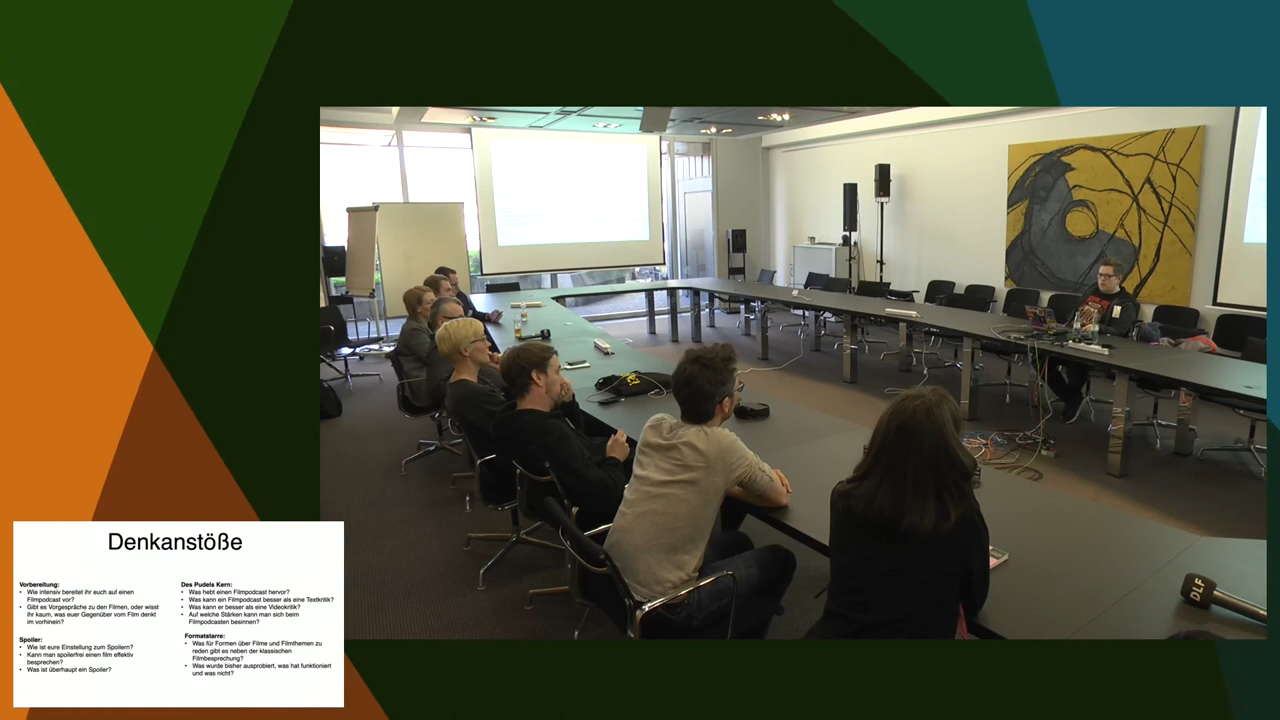 Denkanstöße
Vorbereitung:
• Wie intensiv bereitet ihr euch auf einen
Filmpodcast vor?
• Gibt es Vorgespräche zu den Filmen, oder wisst
ihr kaum, was euer Gegenüber vom Film denkt
im vorhinein?
Spoiler:
• Wie ist eure Einstellung zum Spoilern?
• Kann man spoilerfrei einen film effektiv
besprechen?
• Was ist überhaupt ein Spoiler?
Des Pudels Kern:
• Was hebt einen Filmpodcast hervor?
• Was kann ein Filmpodcast besser als eine Textkritik?
• Was kann er besser als eine Videokritik?
• Auf welche Stärken kann man sich beim
Filmpodcasten besinnen?
Formatstarre:
• Was für Formen über Filme und Filmthemen zu
reden gibt es neben der klassischen
Filmbesprechung?
• Was wurde bisher ausprobiert, was hat funktioniert
und was nicht?
DLF